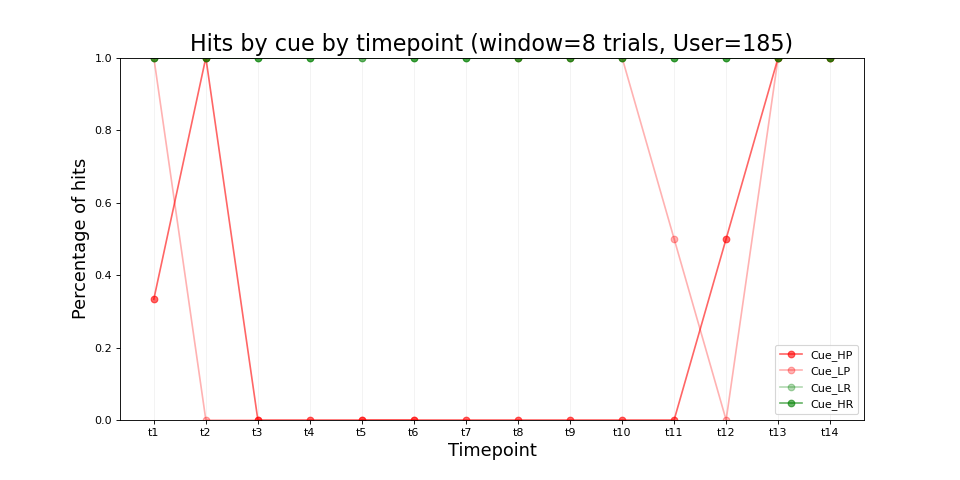 Hits by cue by timepoint (window=8 trials, User=185)
Percentage of hits
1.0
0.8
0.6
0.4
0.2
0.0
t1 t2 t3 t4 t5 t6 t7 t8 t9 t10 t11 t12 t13 t14
Timepoint
Cue_HP
Cue_LP
Cue_LR
Cue_HR